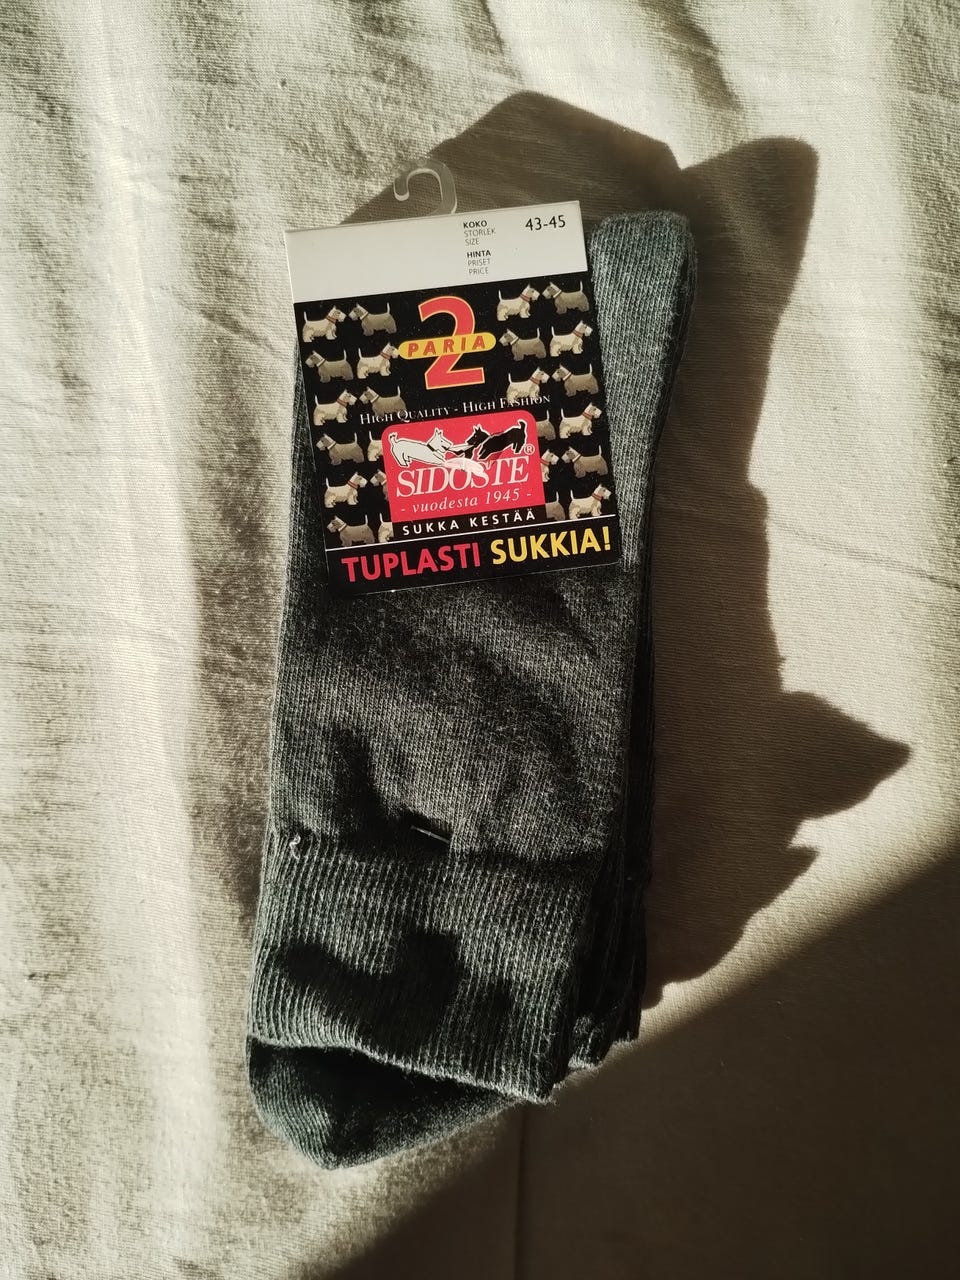 KOKO
STORLEK
SIZE
43-45
HINTA
PRISET
PRICE
2
PARIA
HIGH QUALITY - HIGH FASHION
SIDOSTE®
- vuodesta 1945 -
SUKKA KESTÄÄ
TUPLASTI SUKKIA!